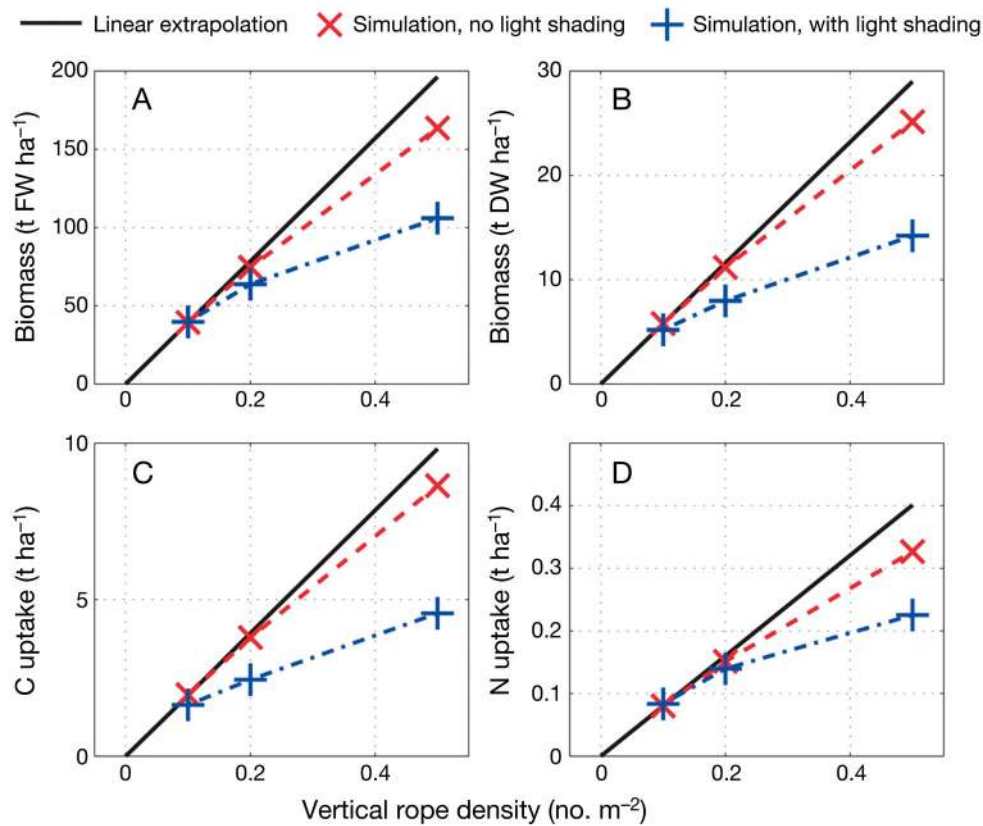 Linear extrapolation Simulation, no light shading Simulation, with light shading
A
Biomass (t FW ha⁻¹)
200
150
100
50
0
0 0.2 0.4
B
Biomass (t DW ha⁻¹)
30
20
10
0
0 0.2 0.4
C
C uptake (t ha⁻¹)
10
5
0
0 0.2 0.4
D
N uptake (t ha⁻¹)
0.4
0.3
0.2
0.1
0
0 0.2 0.4
Vertical rope density (no. m⁻²)